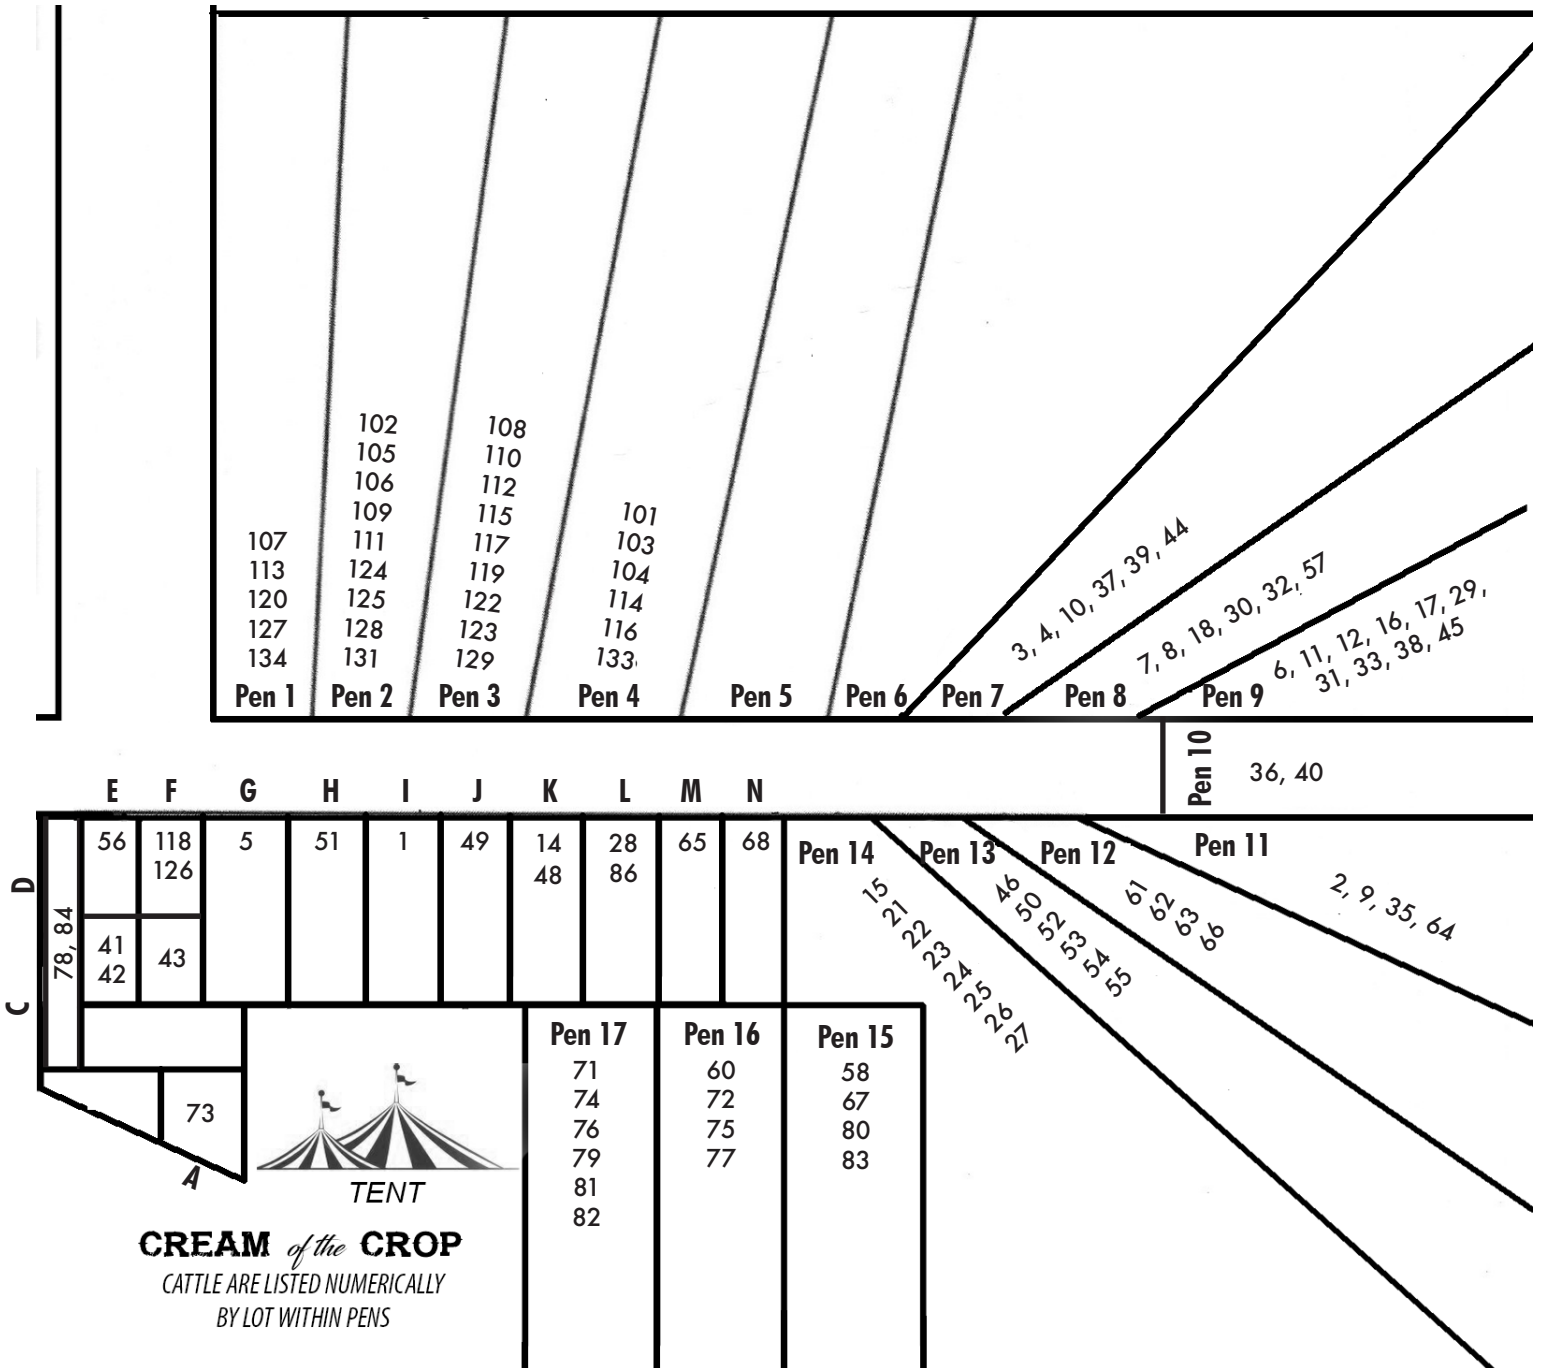 107
113
120
127
134
Pen 1
102
105
106
109
111
124
125
128
131
Pen 2
108
110
112
115
117
119
122
123
129
Pen 3
101
103
104
114
116
133
Pen 4
Pen 5
Pen 6
3, 4, 10, 37, 39, 44
Pen 7
7, 8, 18, 30, 32, 57
Pen 8
6, 11, 12, 16, 17, 29,
31, 33, 38, 45
Pen 9
Pen 10
36, 40
E F G H I J K L M N
D
C
78, 84
56
41
42
118
126
43
5
51
1
49
14
48
28
86
65
68
73
A
Pen 14
15
21
22
23
24
25
26
27
Pen 13
46
50
52
53
54
55
Pen 12
61
62
63
66
Pen 11
2, 9, 35, 64
Pen 17
71
74
76
79
81
82
Pen 16
60
72
75
77
Pen 15
58
67
80
83
TENT
CREAM of the CROP
CATTLE ARE LISTED NUMERICALLY
BY LOT WITHIN PENS